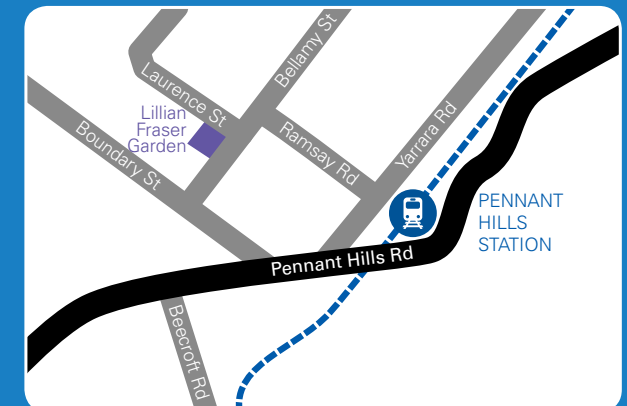 Bellamy St
Laurence St
Lillian
Fraser
Garden
Boundary St
Ramsay Rd
Yarrara Rd
PENNANT
HILLS
STATION
Pennant Hills Rd
Beecroft Rd